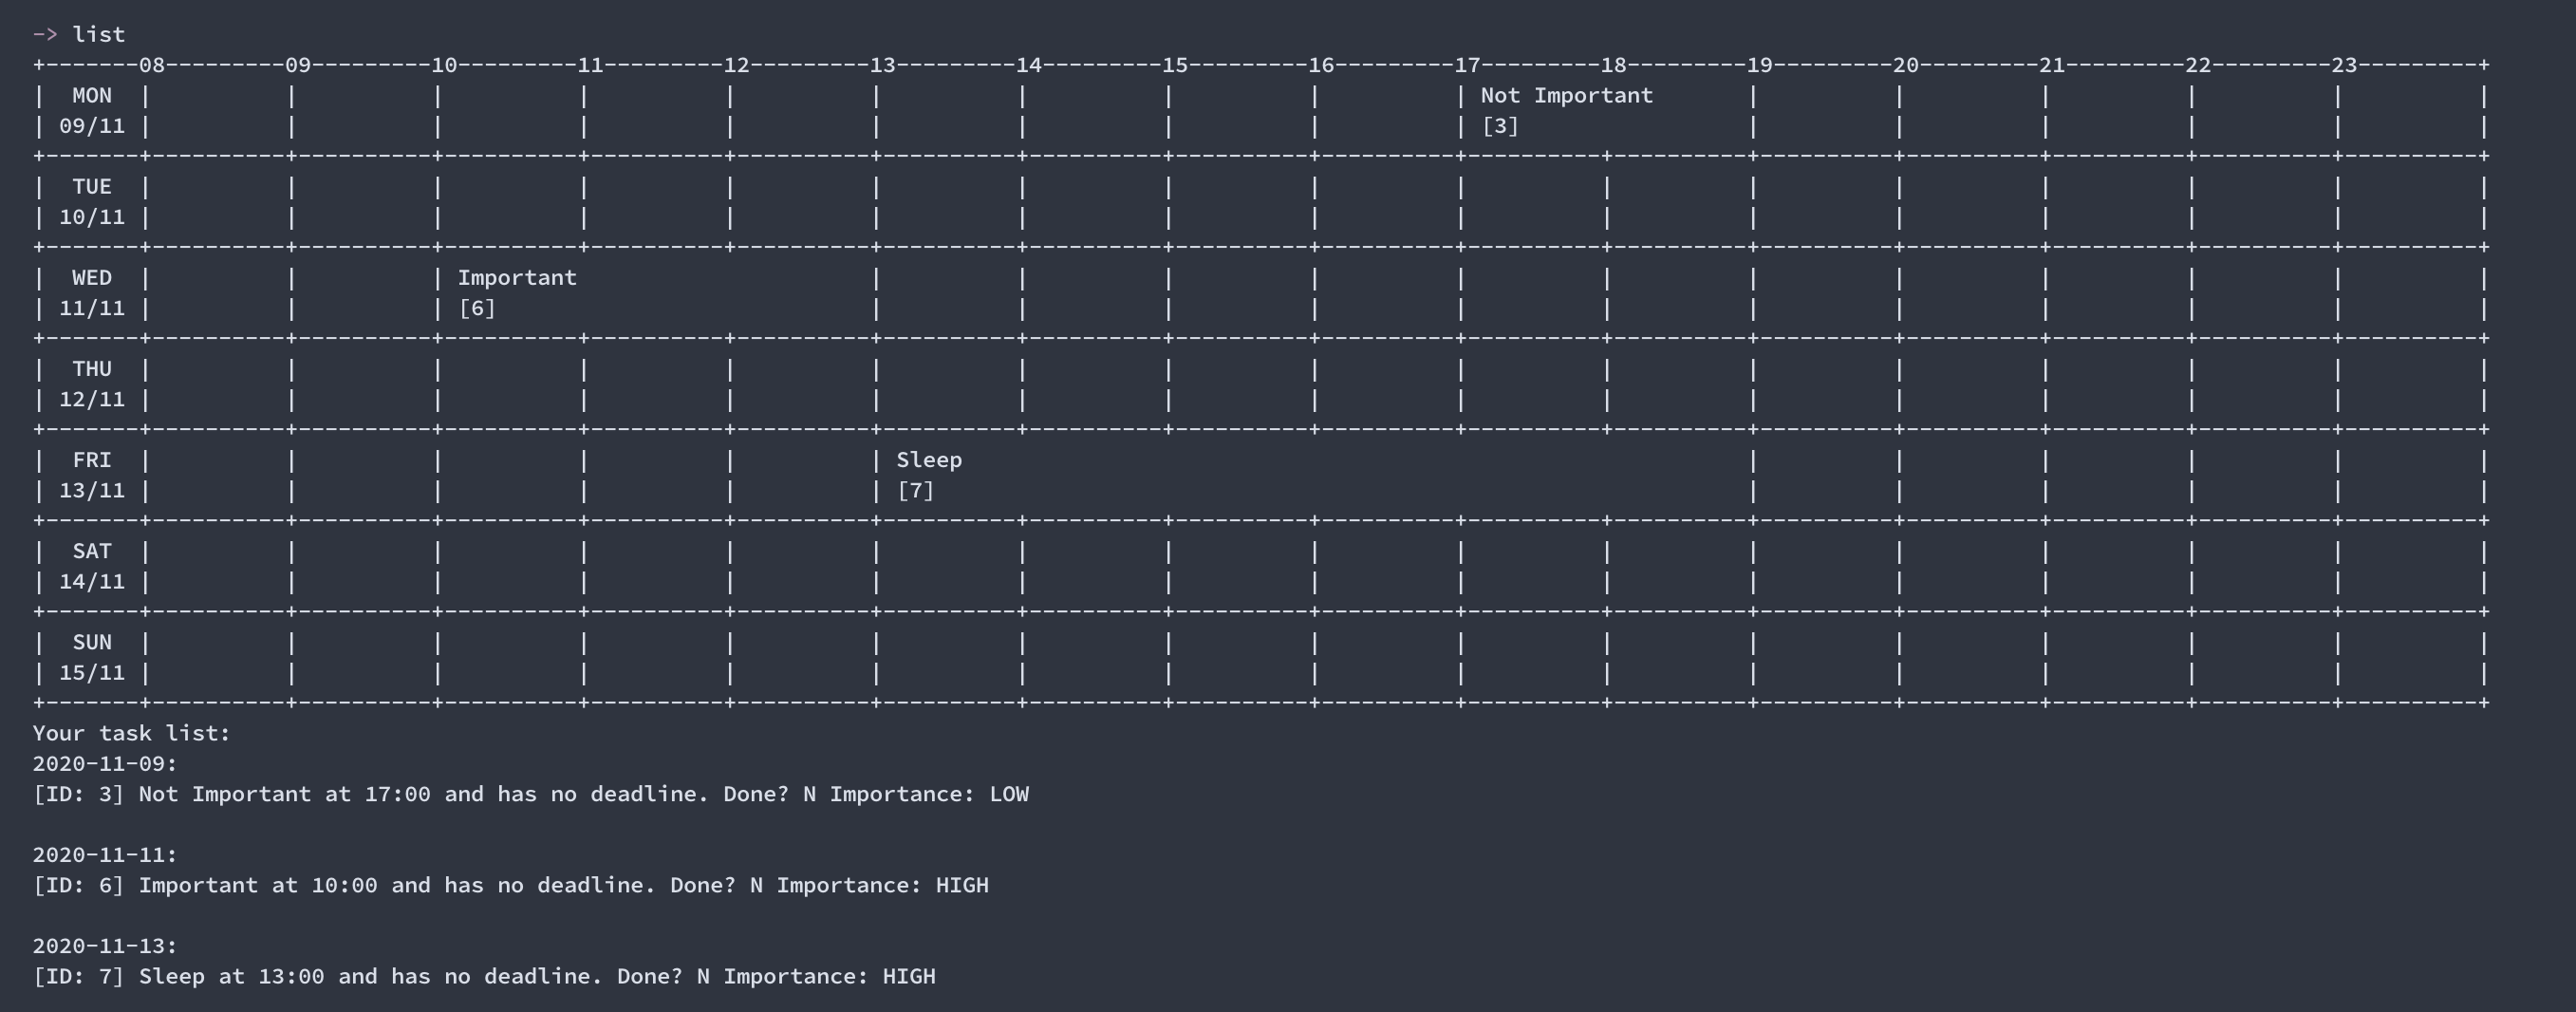 -> list
+-------08---------09---------10---------11---------12---------13---------14---------15---------16---------17---------18---------19---------20---------21---------22---------23---------+
|  MON  |          |          |          |          |          |          |          |          | Not Important       |          |          |          |          |          |
| 09/11 |          |          |          |          |          |          |          |          | [3]                 |          |          |          |          |          |
+-------+----------+----------+----------+----------+----------+----------+----------+----------+----------+----------+----------+----------+----------+----------+----------+
|  TUE  |          |          |          |          |          |          |          |          |          |          |          |          |          |          |          |
| 10/11 |          |          |          |          |          |          |          |          |          |          |          |          |          |          |          |
+-------+----------+----------+----------+----------+----------+----------+----------+----------+----------+----------+----------+----------+----------+----------+----------+
|  WED  |          |          | Important                      |          |          |          |          |          |          |          |          |          |          |          |
| 11/11 |          |          | [6]                            |          |          |          |          |          |          |          |          |          |          |          |
+-------+----------+----------+----------+----------+----------+----------+----------+----------+----------+----------+----------+----------+----------+----------+----------+
|  THU  |          |          |          |          |          |          |          |          |          |          |          |          |          |          |          |
| 12/11 |          |          |          |          |          |          |          |          |          |          |          |          |          |          |          |
+-------+----------+----------+----------+----------+----------+----------+----------+----------+----------+----------+----------+----------+----------+----------+----------+
|  FRI  |          |          |          |          |          | Sleep                                                           |          |          |          |          |          |
| 13/11 |          |          |          |          |          | [7]                                                             |          |          |          |          |          |
+-------+----------+----------+----------+----------+----------+----------+----------+----------+----------+----------+----------+----------+----------+----------+----------+
|  SAT  |          |          |          |          |          |          |          |          |          |          |          |          |          |          |          |
| 14/11 |          |          |          |          |          |          |          |          |          |          |          |          |          |          |          |
+-------+----------+----------+----------+----------+----------+----------+----------+----------+----------+----------+----------+----------+----------+----------+----------+
|  SUN  |          |          |          |          |          |          |          |          |          |          |          |          |          |          |          |
| 15/11 |          |          |          |          |          |          |          |          |          |          |          |          |          |          |          |
+-------+----------+----------+----------+----------+----------+----------+----------+----------+----------+----------+----------+----------+----------+----------+----------+
Your task list:
2020-11-09:
[ID: 3] Not Important at 17:00 and has no deadline. Done? N Importance: LOW

2020-11-11:
[ID: 6] Important at 10:00 and has no deadline. Done? N Importance: HIGH

2020-11-13:
[ID: 7] Sleep at 13:00 and has no deadline. Done? N Importance: HIGH